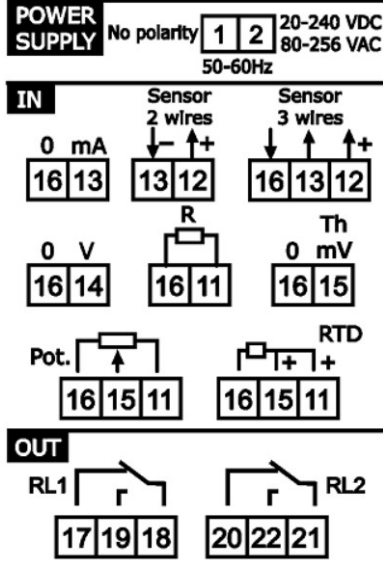 POWER SUPPLY
No polarity
1 2
20-240 VDC
80-256 VAC
50-60Hz
IN
Sensor
2 wires
Sensor
3 wires
0 mA
- +
+
16 13
13 12
16 13 12
R
Th
0 V
0 mV
16 14
16 11
16 15
Pot.
RTD
+ +
16 15 11
16 15 11
OUT
RL1
RL2
17 19 18
20 22 21